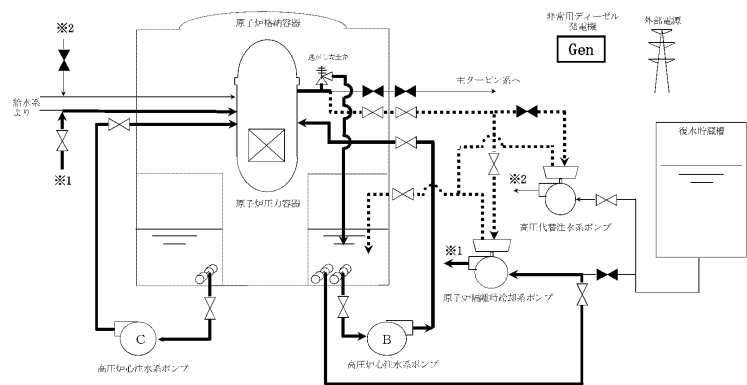 非常用ディーゼル
発電機
外部電源
Gen
原子炉格納容器
※2
逃がし安全弁
主タービン系へ
給水系
より
復水貯蔵槽
※1
※2
原子炉圧力容器
高圧代替注水系ポンプ
※1
原子炉隔離時冷却系ポンプ
C
B
高圧炉心注水系ポンプ
高圧炉心注水系ポンプ